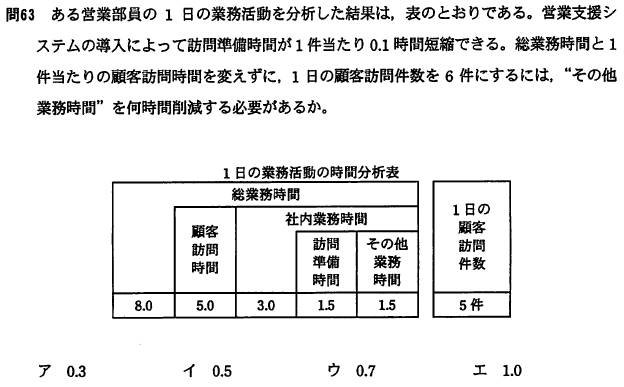 問63 ある営業部員の 1 日の業務活動を分析した結果は，表のとおりである。営業支援シ
ステムの導入によって訪問準備時間が 1 件当たり 0.1 時間短縮できる。総業務時間と 1
件当たりの顧客訪問時間を変えずに，1 日の顧客訪問件数を 6 件にするには，“その他
業務時間” を何時間削減する必要があるか。
1 日の業務活動の時間分析表
総業務時間
顧客
訪問
時間
社内業務時間
訪問
準備
時間
その他
業務
時間
1 日の
顧客
訪問
件数
8.0 5.0 3.0 1.5 1.5 5 件
ア 0.3 イ 0.5 ウ 0.7 エ 1.0